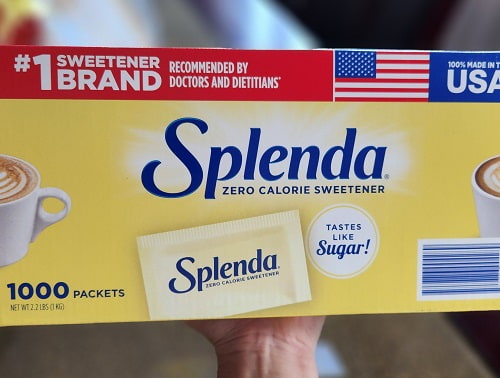 #1 SWEETENER BRAND
RECOMMENDED BY
DOCTORS AND DIETITIANS*
100% MADE IN T
USA
Splenda®
ZERO CALORIE SWEETENER
TASTES
LIKE
Sugar!
Splenda
ZERO CALORIE SWEETENER
1000 PACKETS
NET WT 2.2 LBS (1 KG)